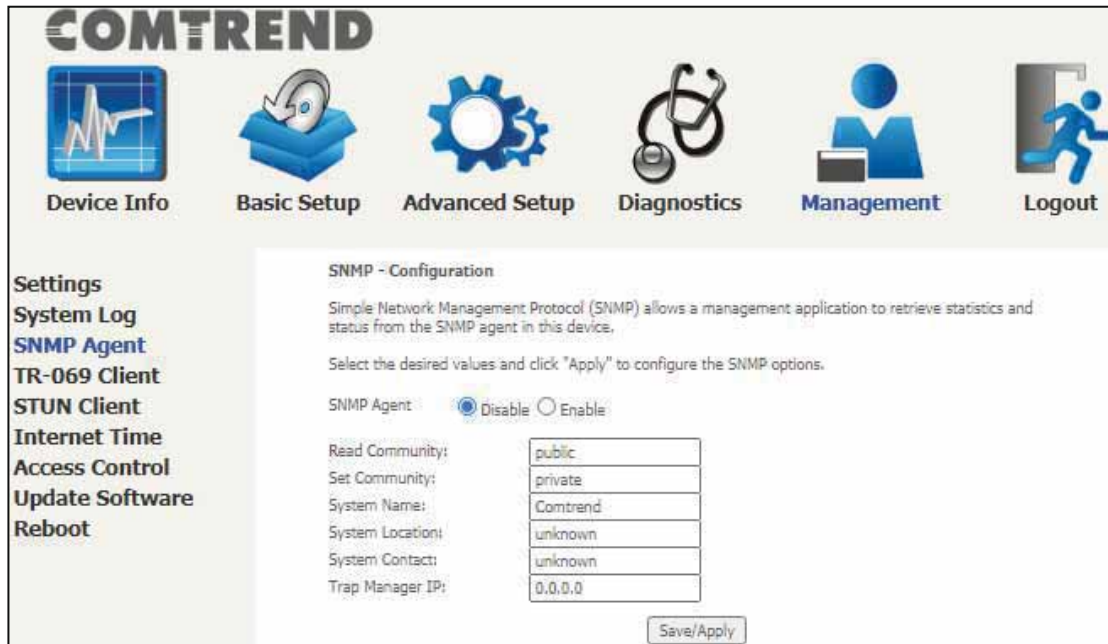 COMTREND
Device Info Basic Setup Advanced Setup Diagnostics Management Logout
Settings
System Log
SNMP Agent
TR-069 Client
STUN Client
Internet Time
Access Control
Update Software
Reboot
SNMP - Configuration
Simple Network Management Protocol (SNMP) allows a management application to retrieve statistics and
status from the SNMP agent in this device.
Select the desired values and click "Apply" to configure the SNMP options.
SNMP Agent Disable Enable
Read Community: public
Set Community: private
System Name: Comtrend
System Location: unknown
System Contact: unknown
Trap Manager IP: 0.0.0.0
Save/Apply